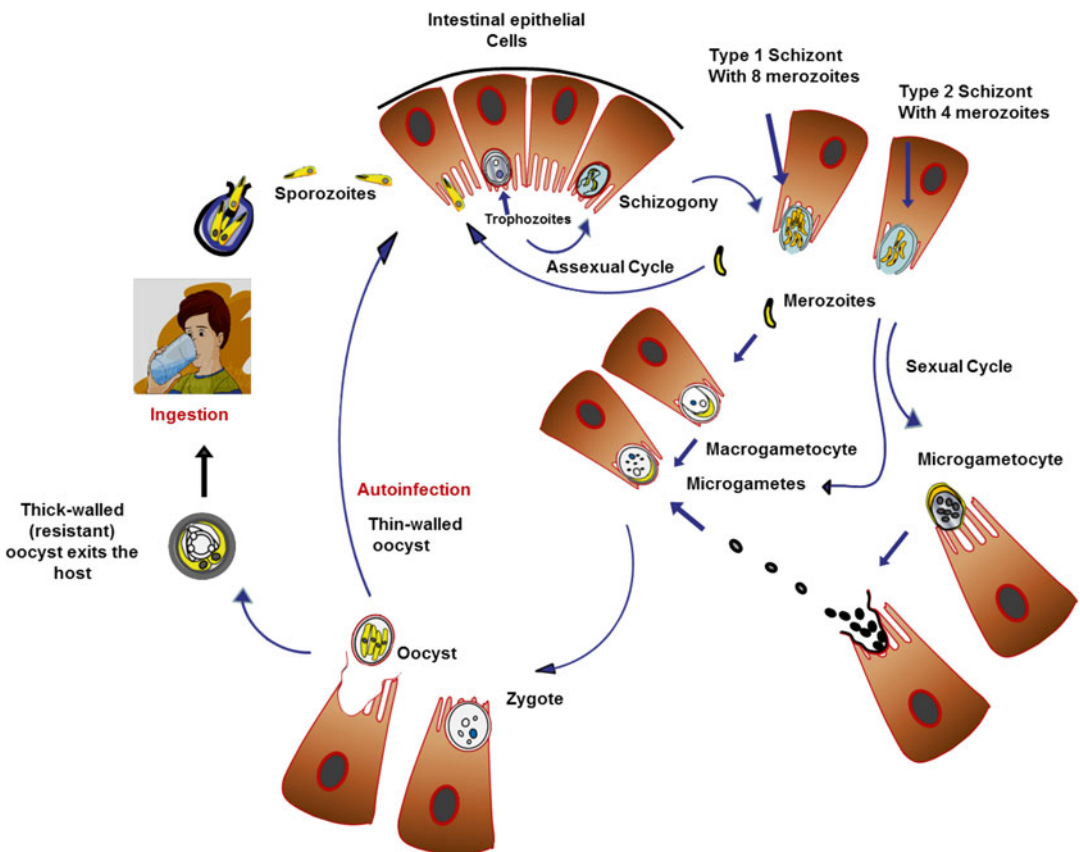 Intestinal epithelial
Cells
Type 1 Schizont
With 8 merozoites
Type 2 Schizont
With 4 merozoites
Sporozoites
Trophozoites
Schizogony
Assexual Cycle
Merozoites
Sexual Cycle
Ingestion
Macrogametocyte
Microgametes
Microgametocyte
Autoinfection
Thin-walled
oocyst
Thick-walled
(resistant)
oocyst exits the
host
Oocyst
Zygote